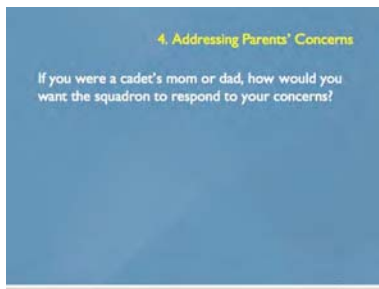 4. Addressing Parents' Concerns
If you were a cadet's mom or dad, how would you
want the squadron to respond to your concerns?